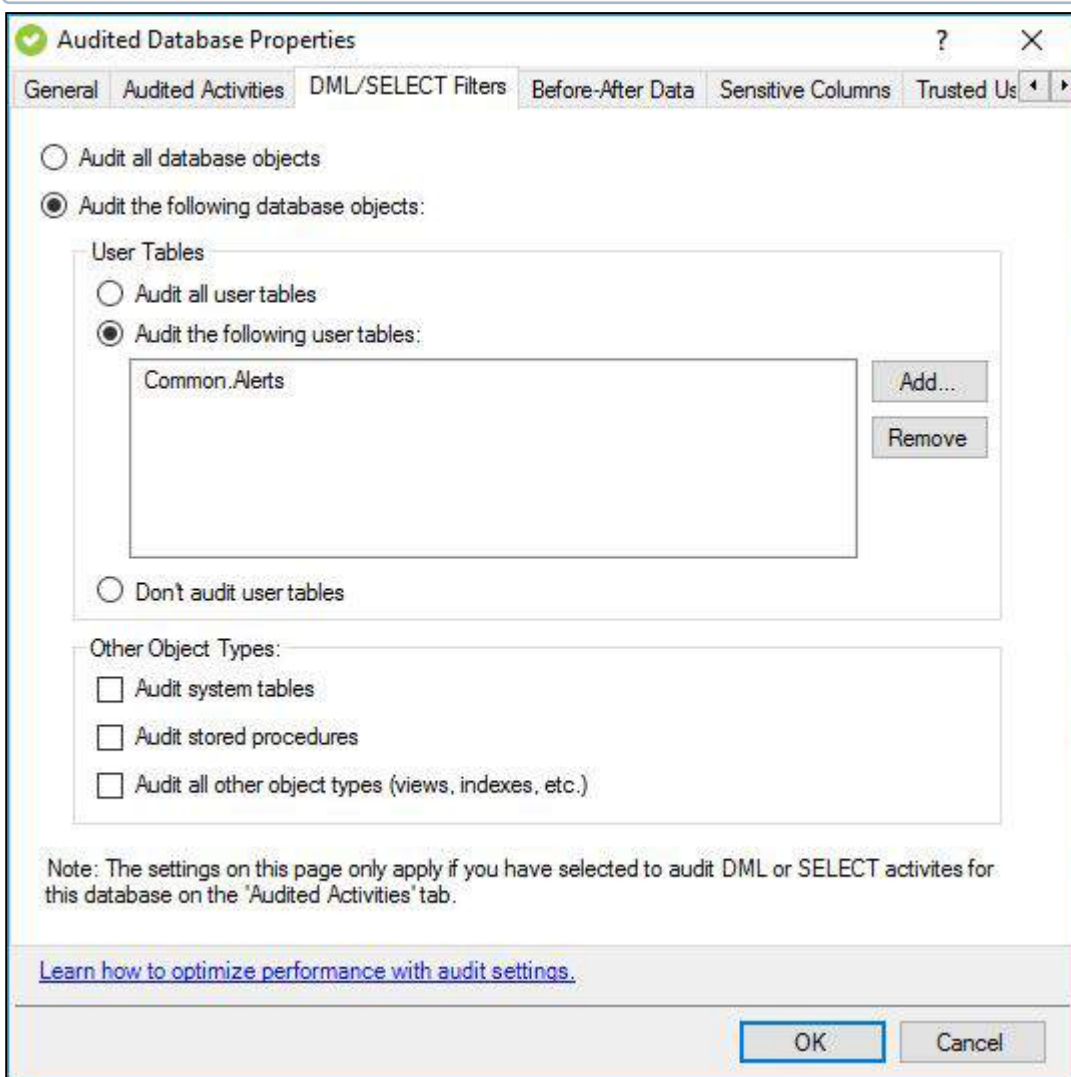 Audited Database Properties ? ×
General Audited Activities DML/SELECT Filters Before-After Data Sensitive Columns Trusted Us
Audit all database objects
Audit the following database objects:
User Tables
Audit all user tables
Audit the following user tables:
Common.Alerts
Add...
Remove
Don't audit user tables
Other Object Types:
Audit system tables
Audit stored procedures
Audit all other object types (views, indexes, etc.)
Note: The settings on this page only apply if you have selected to audit DML or SELECT activites for
this database on the 'Audited Activities' tab.
Learn how to optimize performance with audit settings.
OK Cancel